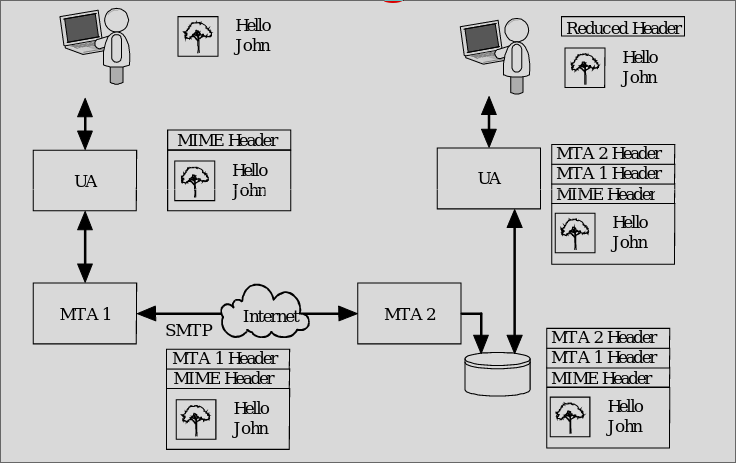 Hello
John
Reduced Header
Hello
John
MIME Header
Hello
John
UA
UA
MTA 2 Header
MTA 1 Header
MIME Header
Hello
John
MTA 1
SMTP
Internet
MTA 2
MTA 1 Header
MIME Header
Hello
John
MTA 2 Header
MTA 1 Header
MIME Header
Hello
John